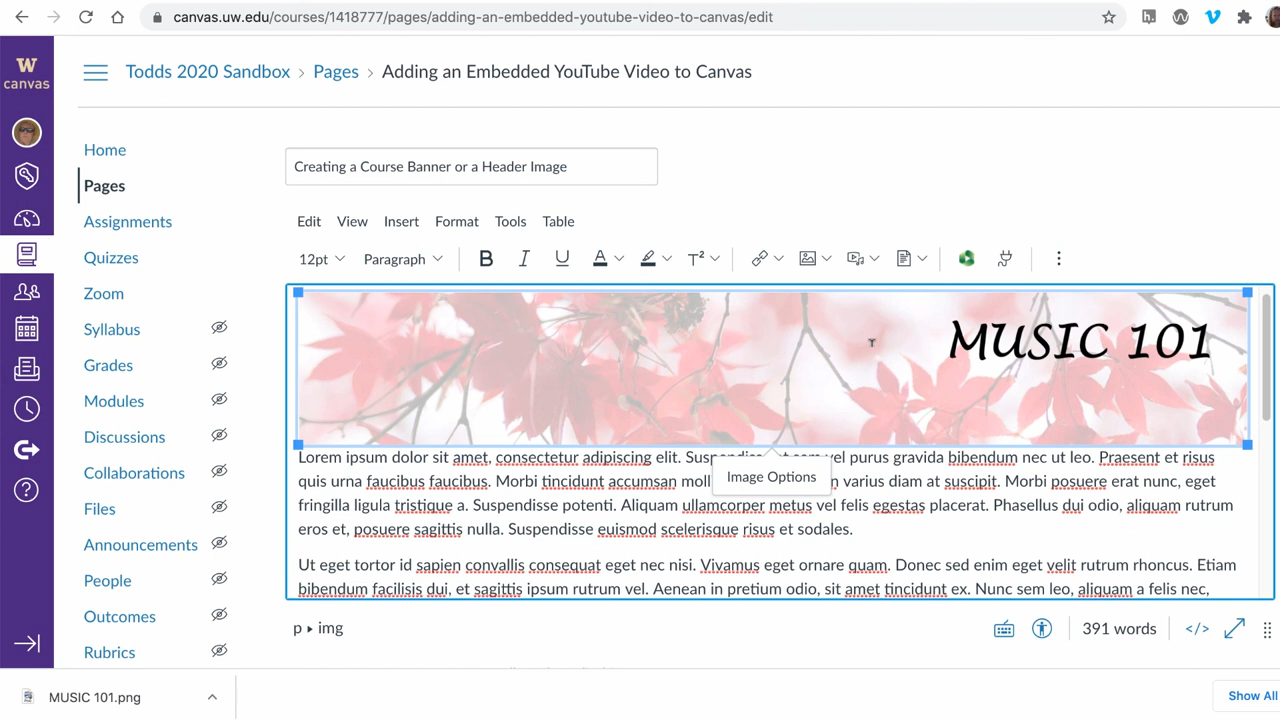 canvas.uw.edu/courses/1418777/pages/adding-an-embedded-youtube-video-to-canvas/edit
W
canvas
Todds 2020 Sandbox > Pages > Adding an Embedded YouTube Video to Canvas
Home
Pages
Assignments
Quizzes
Zoom
Syllabus
Grades
Modules
Discussions
Collaborations
Files
Announcements
People
Outcomes
Rubrics
Creating a Course Banner or a Header Image
Edit View Insert Format Tools Table
12pt Paragraph B I U A T²
MUSIC 101
Lorem ipsum dolor sit amet, consectetur adipiscing elit. sem vel purus gravida bibendum nec ut leo. Praesent et risus
quis urna faucibus faucibus. Morbi tincidunt accumsan varius diam at suscipit. Morbi posuere erat nunc, eget
Image Options
fringilla ligula tristique a. Suspendisse potenti. Aliquam ullamcorper metus vel felis egestas placerat. Phasellus dui odio, aliquam rutrum
eros et, posuere sagittis nulla. Suspendisse euismod scelerisque risus et sodales.
Ut eget tortor id sapien convallis consequat eget nec nisi. Vivamus eget ornare quam. Donec sed enim eget velit rutrum rhoncus. Etiam
bibendum facilisis dui, et sagittis ipsum rutrum vel. Aenean in pretium odio, sit amet tincidunt ex. Nunc sem leo, aliquam a felis nec,
p ▸ img
</> 391 words
MUSIC 101.png
Show All